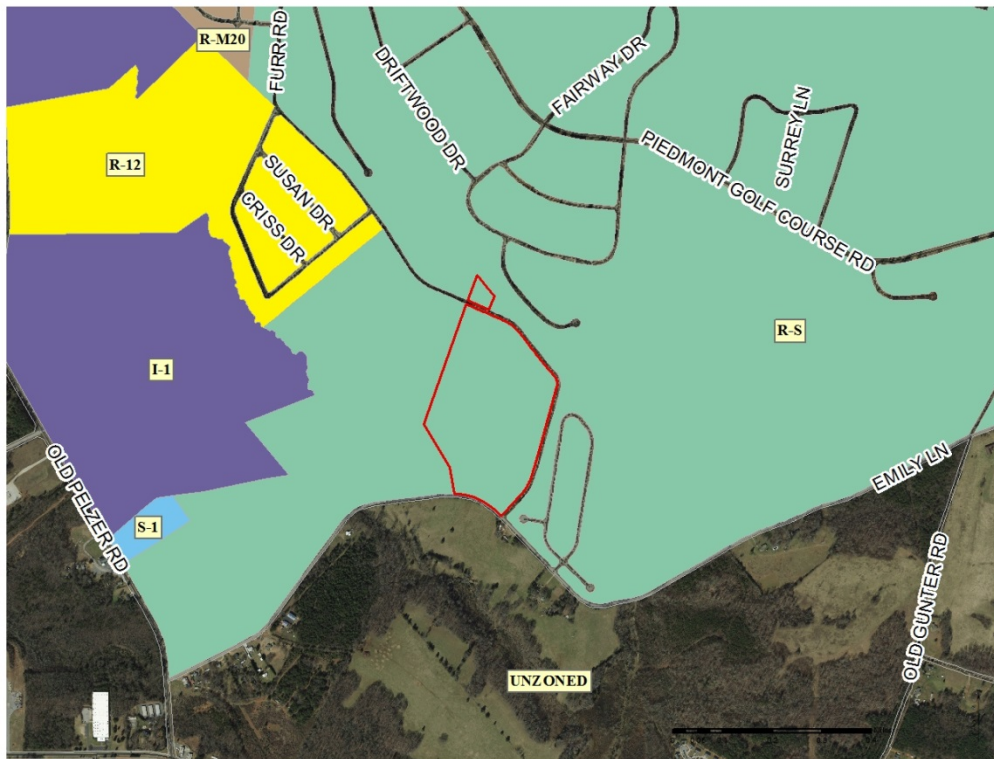 R-M20
FURR RD
DRIFTWOOD DR
FAIRWAY DR
SURREY LN
PIEDMONT GOLF COURSE RD
R-12
SUSAN DR
CRISS DR
R-S
I-1
OLD PELZER RD
S-1
EMILY LN
OLD GUNTER RD
UNZONED